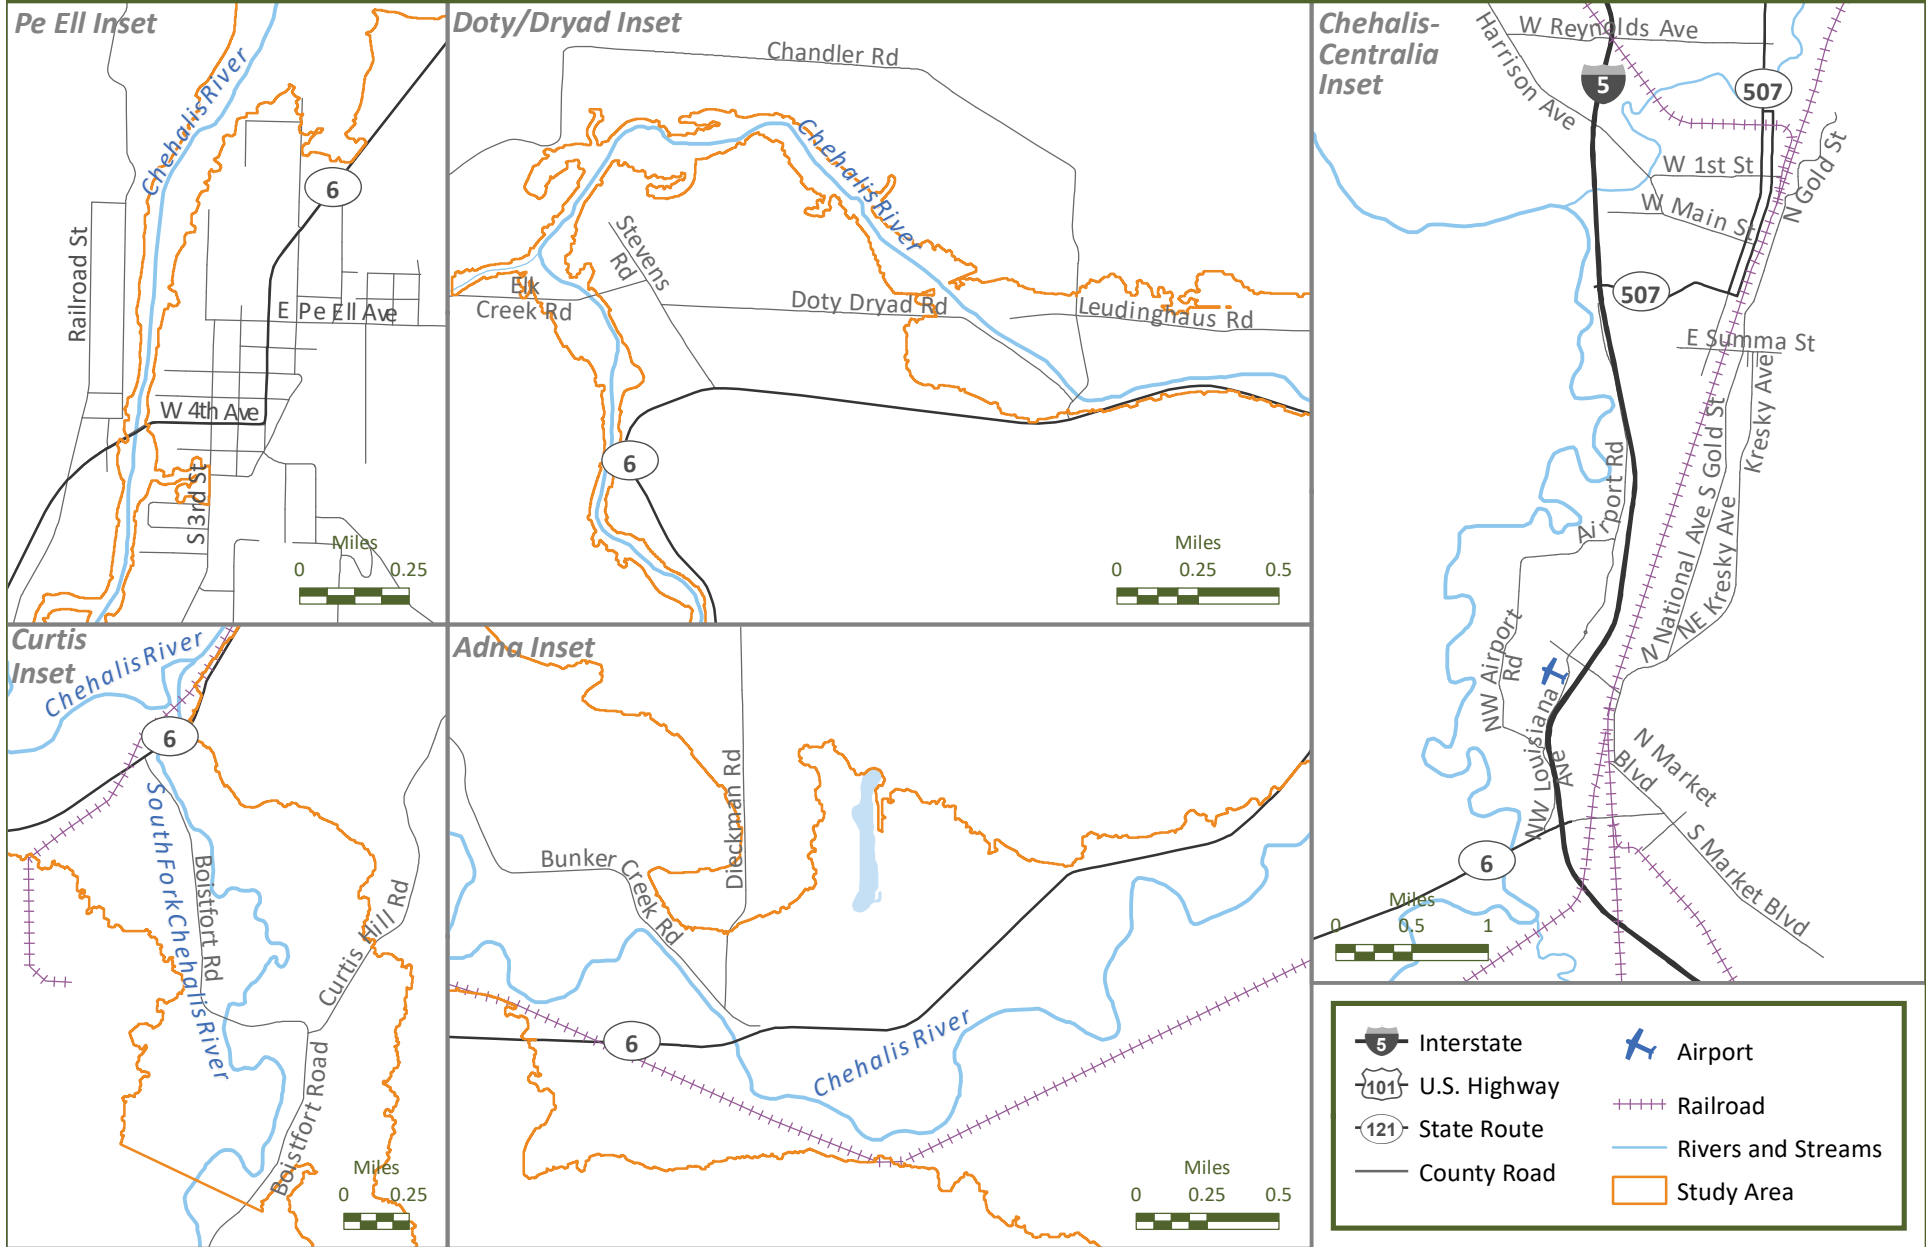 Pe Ell Inset
Chehalis River
Railroad St
6
E Pe Ell Ave
W 4th Ave
S 3rd St
Miles
0 0.25
Doty/Dryad Inset
Chandler Rd
Chehalis River
Stevens
Rd
Elk
Creek Rd
Doty Dryad Rd
Leudinghaus Rd
6
Miles
0 0.25 0.5
Chehalis-
Centralia
Inset
W Reynolds Ave
Harrison Ave
5
507
W 1st St
W Main St
N Gold St
507
E Summa St
Kresky Ave
S Gold St
N National Ave
NE Kresky Ave
Airport Rd
NW Airport
Rd
NW Louisiana
Ave
N Market
Blvd
S Market Blvd
6
Miles
0 0.5 1
Curtis
Inset
Chehalis River
6
South Fork Chehalis River
Boistfort Rd
Curtis Hill Rd
Boistfort Road
Miles
0 0.25
Adna Inset
Dieckman Rd
Bunker
Creek Rd
6
Chehalis River
Miles
0 0.25 0.5
5 Interstate
101 U.S. Highway
121 State Route
County Road
Airport
Railroad
Rivers and Streams
Study Area